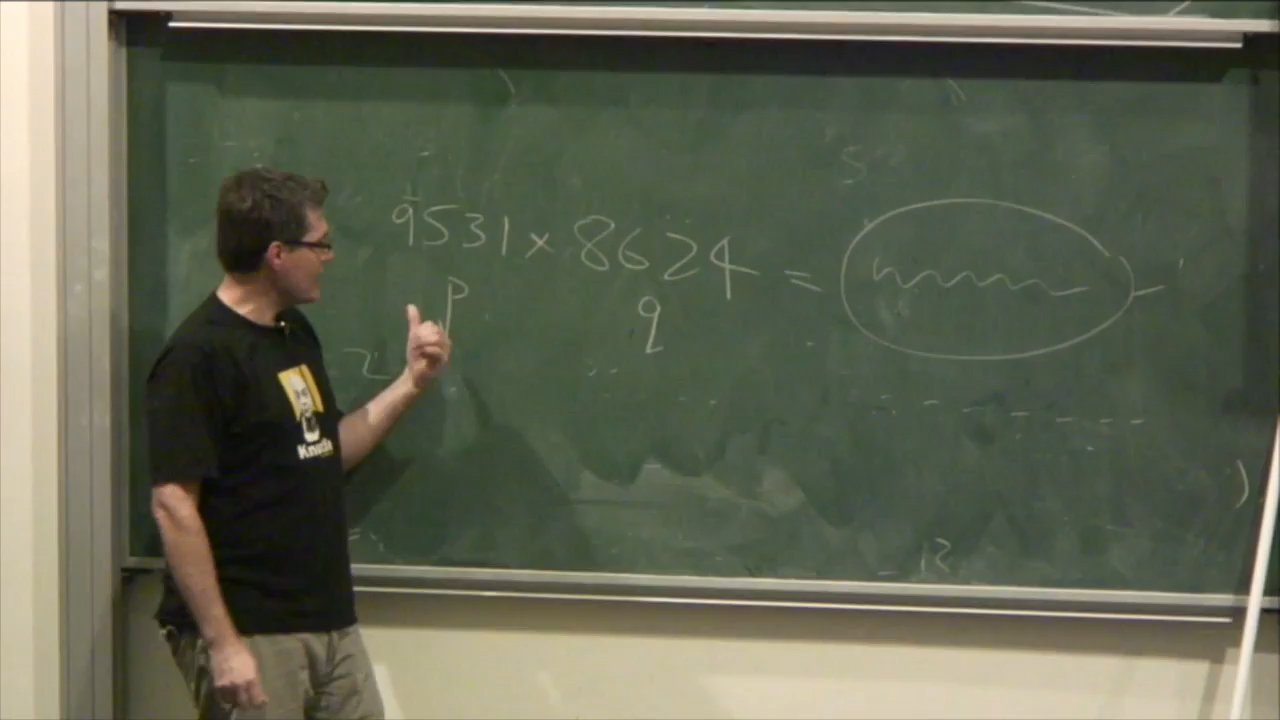 9531 × 8624 =
p q